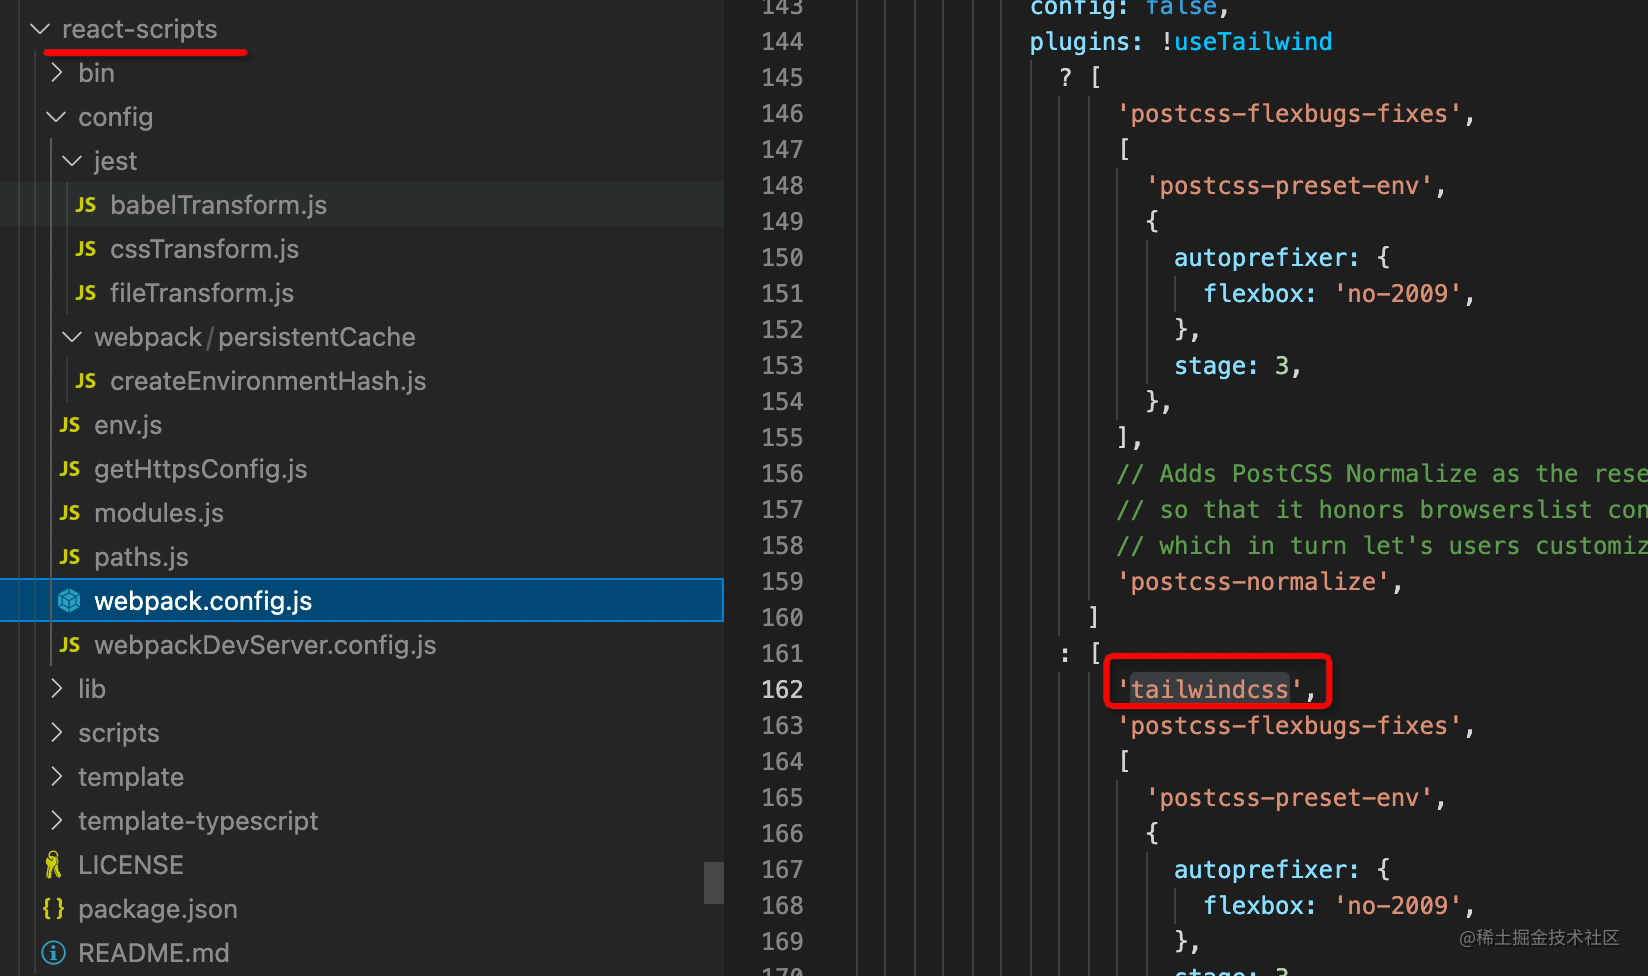 react-scripts
bin
config
jest
JS babelTransform.js
JS cssTransform.js
JS fileTransform.js
webpack/persistentCache
JS createEnvironmentHash.js
JS env.js
JS getHttpsConfig.js
JS modules.js
JS paths.js
webpack.config.js
JS webpackDevServer.config.js
lib
scripts
template
template-typescript
LICENSE
{} package.json
README.md
143 config: false,
144 plugins: !useTailwind
145 ? [
146 'postcss-flexbugs-fixes',
147 [
148 'postcss-preset-env',
149 {
150 autoprefixer: {
151 flexbox: 'no-2009',
152 },
153 stage: 3,
154 },
155 ],
156 // Adds PostCSS Normalize as the rese
157 // so that it honors browserslist con
158 // which in turn let's users customiz
159 'postcss-normalize',
160 ]
161 : [
162 'tailwindcss',
163 'postcss-flexbugs-fixes',
164 [
165 'postcss-preset-env',
166 {
167 autoprefixer: {
168 flexbox: 'no-2009',
169 },
170 stage: 3
@稀土掘金技术社区